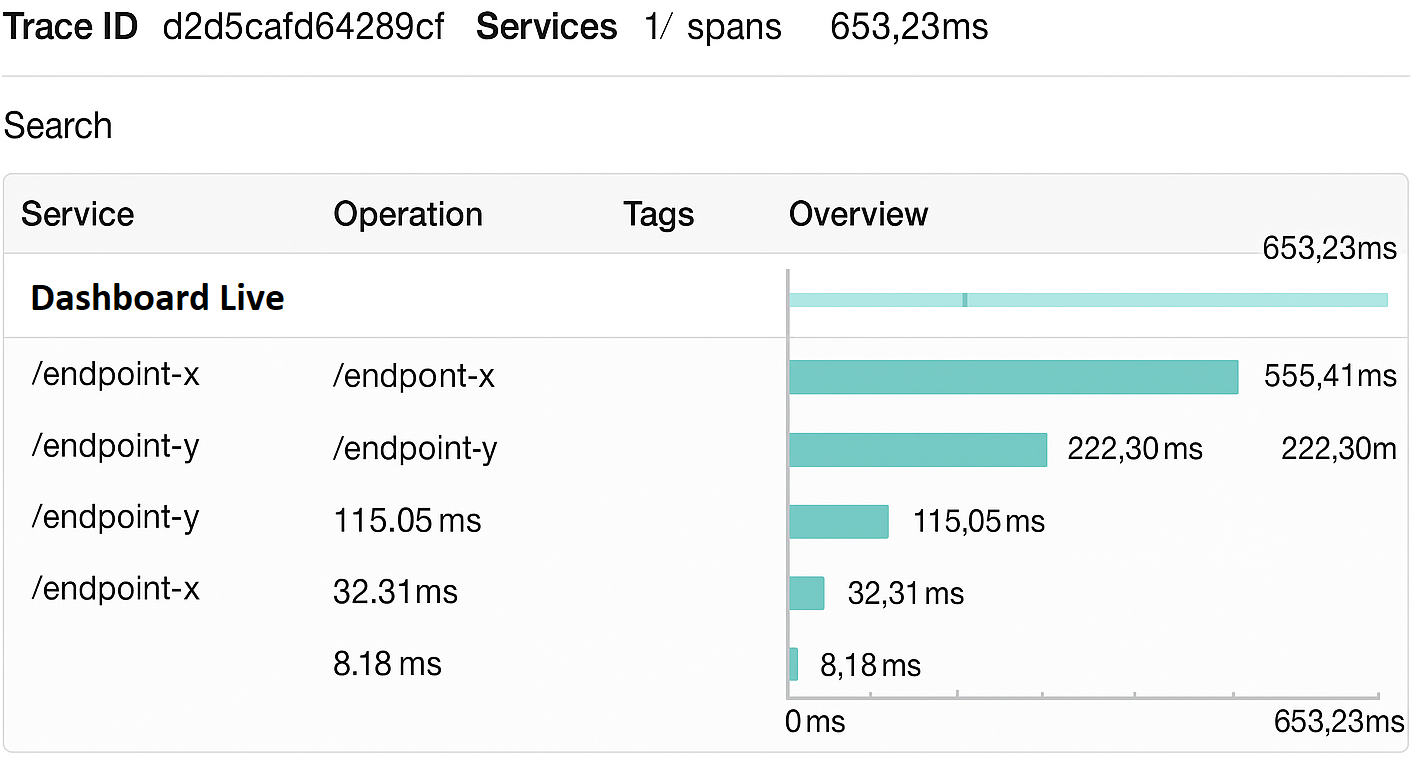 Trace ID d2d5cafd64289cf Services 1/ spans 653,23ms
Search
Service Operation Tags Overview
653,23ms
Dashboard Live
/endpoint-x /endpont-x 555,41ms
/endpoint-y /endpoint-y 222,30 ms 222,30m
/endpoint-y 115.05 ms 115,05 ms
/endpoint-x 32.31ms 32,31 ms
8.18 ms 8,18 ms
0 ms 653,23ms